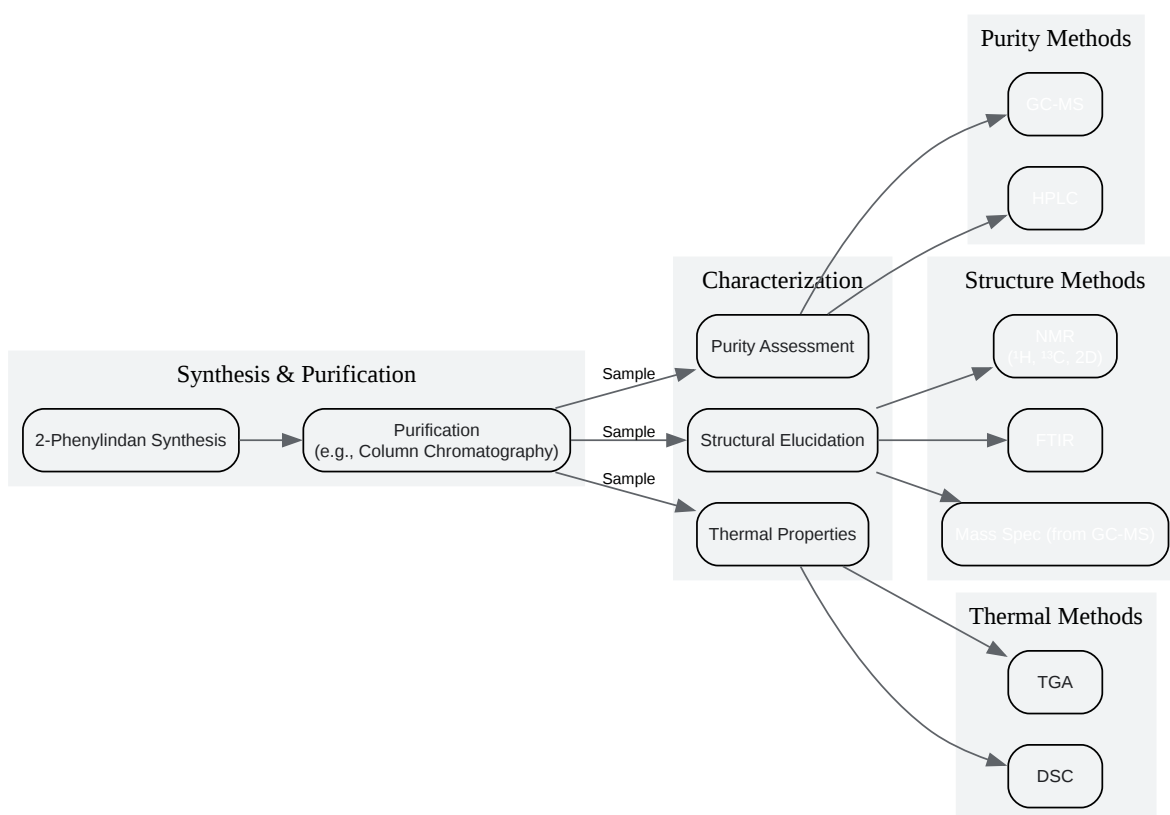 Purity Methods
GC-MS
HPLC
Characterization
Purity Assessment
Structural Elucidation
Thermal Properties
Structure Methods
NMR
(¹H, ¹³C, 2D)
FTIR
Mass Spec (from GC-MS)
Synthesis & Purification
2-Phenylindan Synthesis
Purification
(e.g., Column Chromatography)
Sample
Sample
Sample
Thermal Methods
TGA
DSC